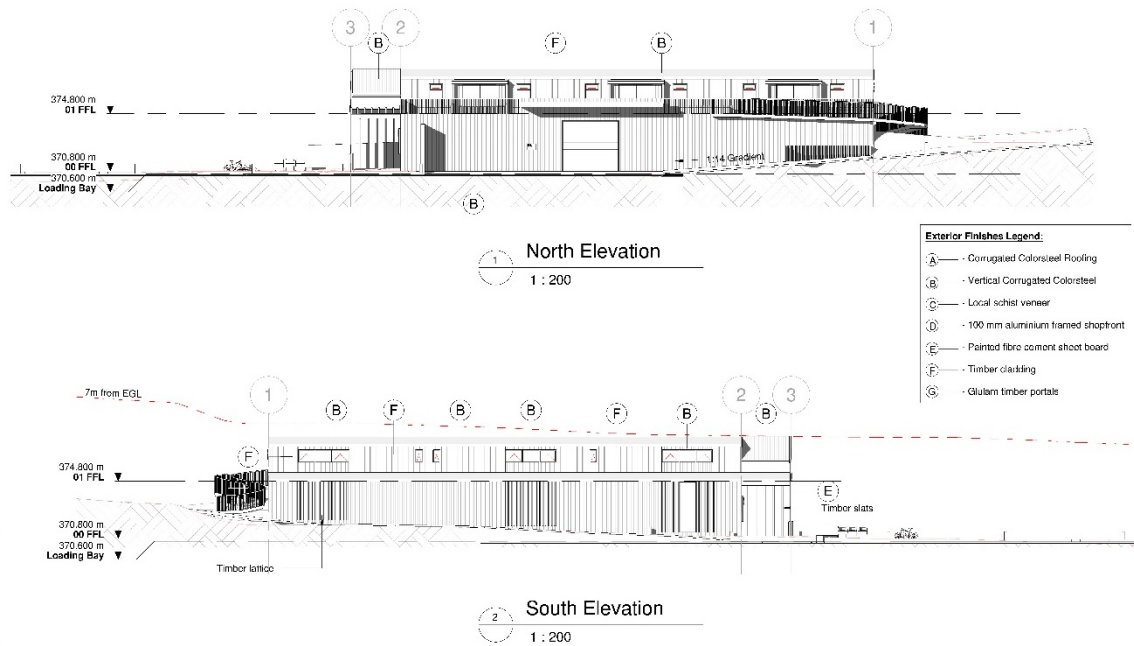 3 2 1
B F B
374.800 m
01 FFL
370.800 m
00 FFL
370.600 m
Loading Bay
1:14 Gradient
B
1 North Elevation
1 : 200
Exterior Finishes Legend:
A - Corrugated Colorsteel Roofing
B - Vertical Corrugated Colorsteel
C - Local schist veneer
D - 100 mm aluminium framed shopfront
E - Painted fibre cement sheet board
F - Timber cladding
G - Glulam timber portals
7m from EGL
1 2 3
B F B B F B B
F
374.800 m
01 FFL
E
Timber slats
370.800 m
00 FFL
370.600 m
Loading Bay
Timber lattice
2 South Elevation
1 : 200